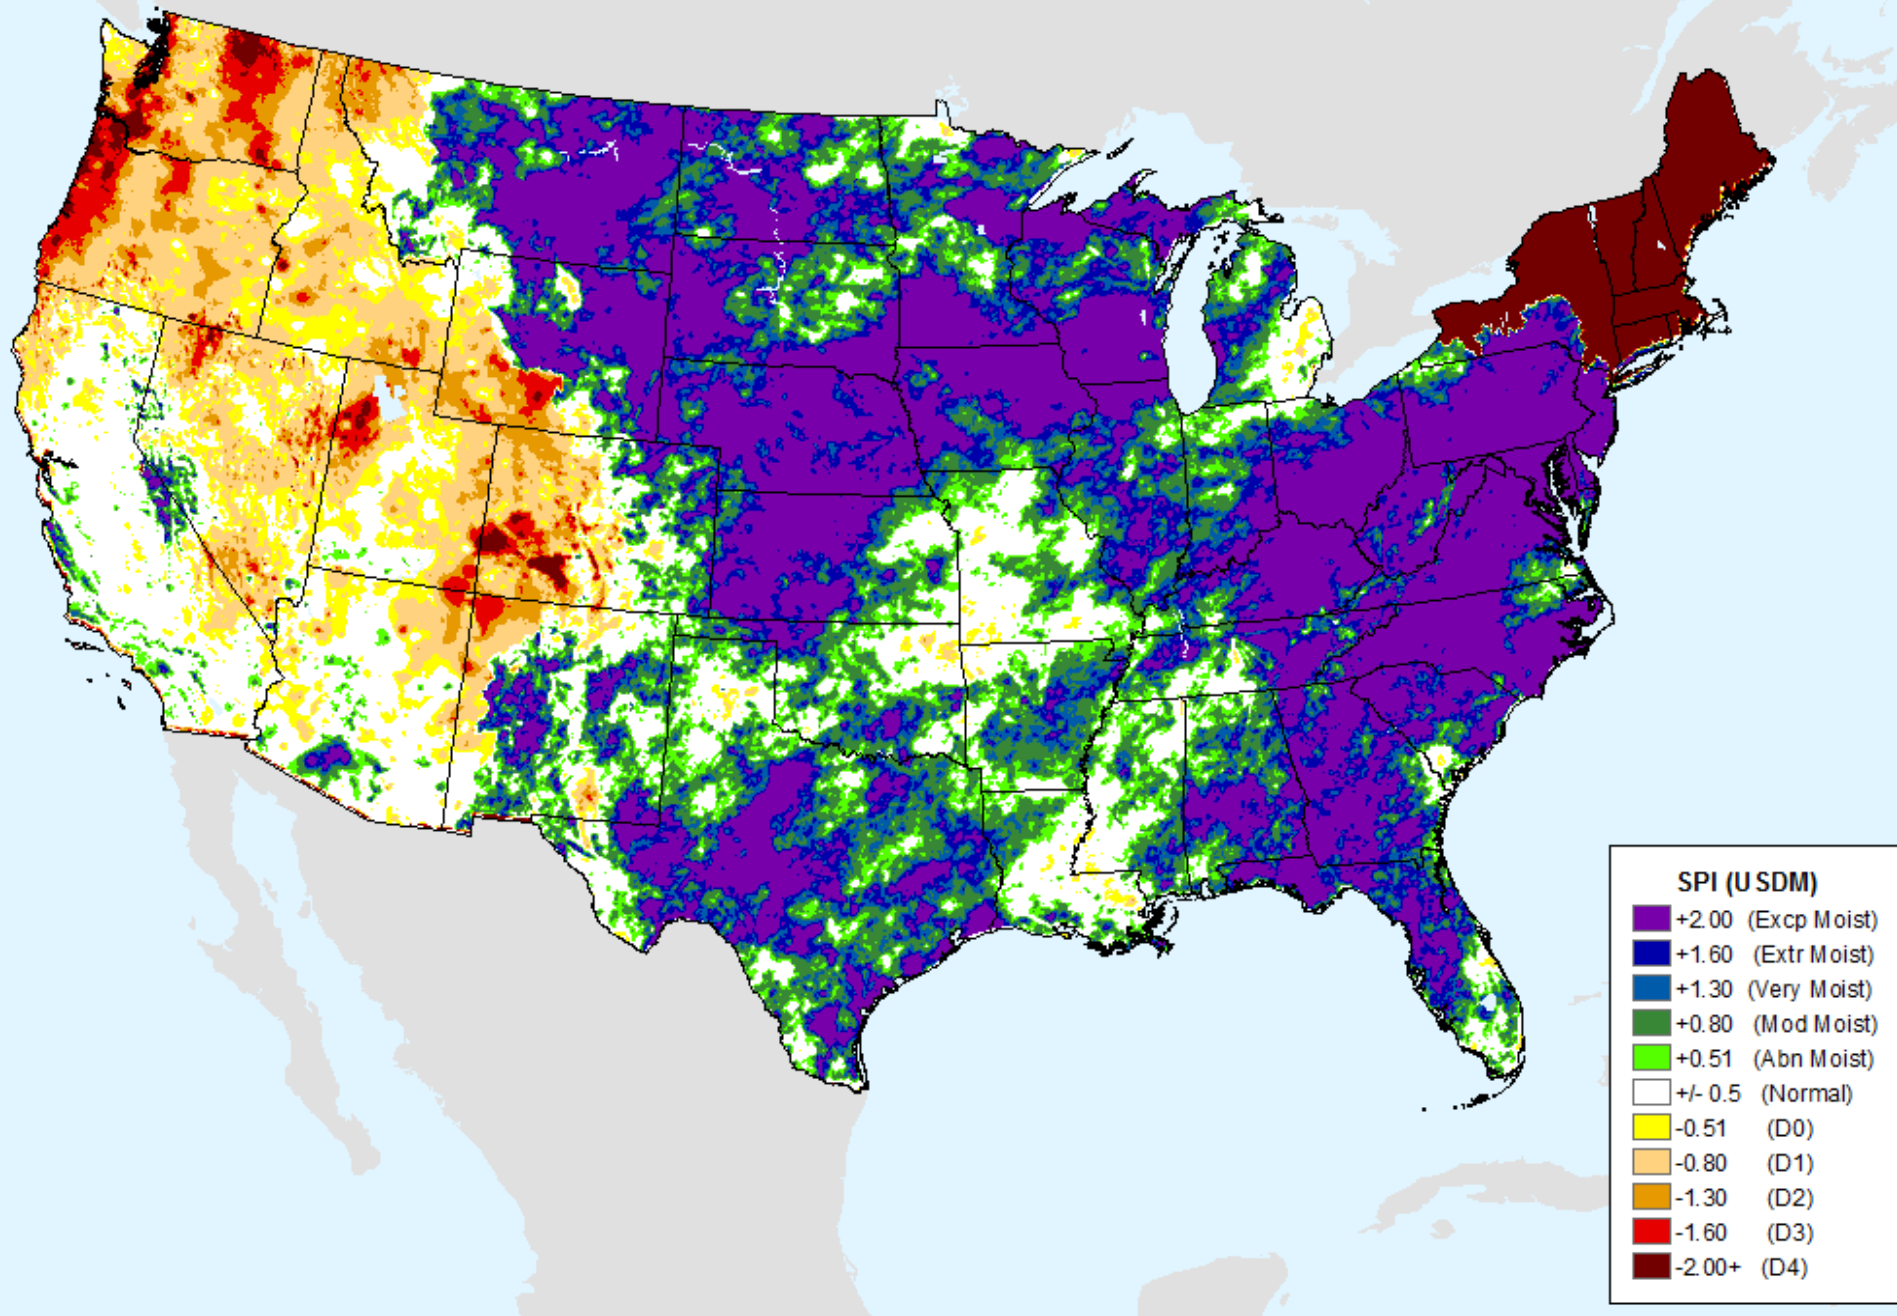 SPI (USDM)
+2.00 (Excp Moist)
+1.60 (Extr Moist)
+1.30 (Very Moist)
+0.80 (Mod Moist)
+0.51 (Abn Moist)
+/- 0.5 (Normal)
-0.51 (D0)
-0.80 (D1)
-1.30 (D2)
-1.60 (D3)
-2.00+ (D4)